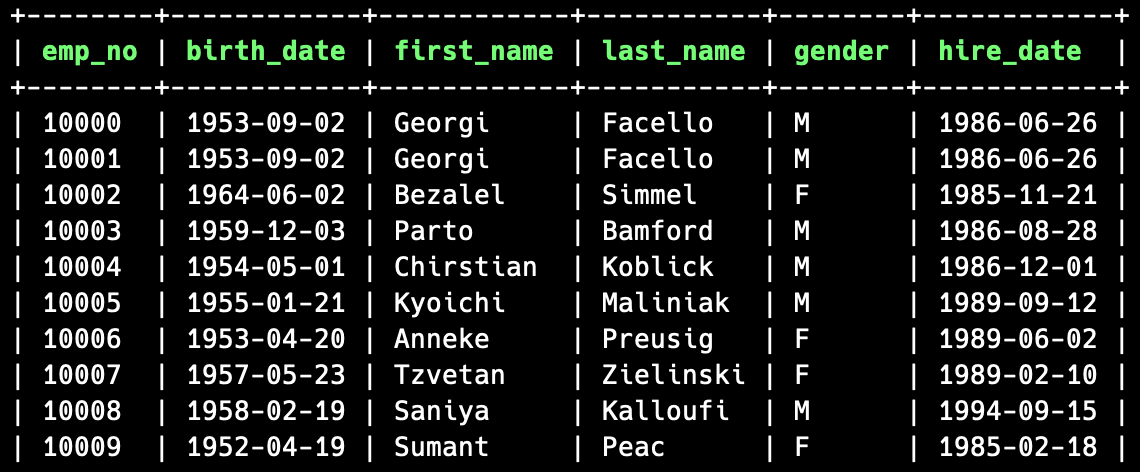 +--------+------------+------------+-----------+--------+------------+
| emp_no | birth_date | first_name | last_name | gender | hire_date  |
+--------+------------+------------+-----------+--------+------------+
| 10000  | 1953-09-02 | Georgi     | Facello   | M      | 1986-06-26 |
| 10001  | 1953-09-02 | Georgi     | Facello   | M      | 1986-06-26 |
| 10002  | 1964-06-02 | Bezalel    | Simmel    | F      | 1985-11-21 |
| 10003  | 1959-12-03 | Parto      | Bamford   | M      | 1986-08-28 |
| 10004  | 1954-05-01 | Chirstian  | Koblick   | M      | 1986-12-01 |
| 10005  | 1955-01-21 | Kyoichi    | Maliniak  | M      | 1989-09-12 |
| 10006  | 1953-04-20 | Anneke     | Preusig   | F      | 1989-06-02 |
| 10007  | 1957-05-23 | Tzvetan    | Zielinski | F      | 1989-02-10 |
| 10008  | 1958-02-19 | Saniya     | Kalloufi  | M      | 1994-09-15 |
| 10009  | 1952-04-19 | Sumant     | Peac      | F      | 1985-02-18 |